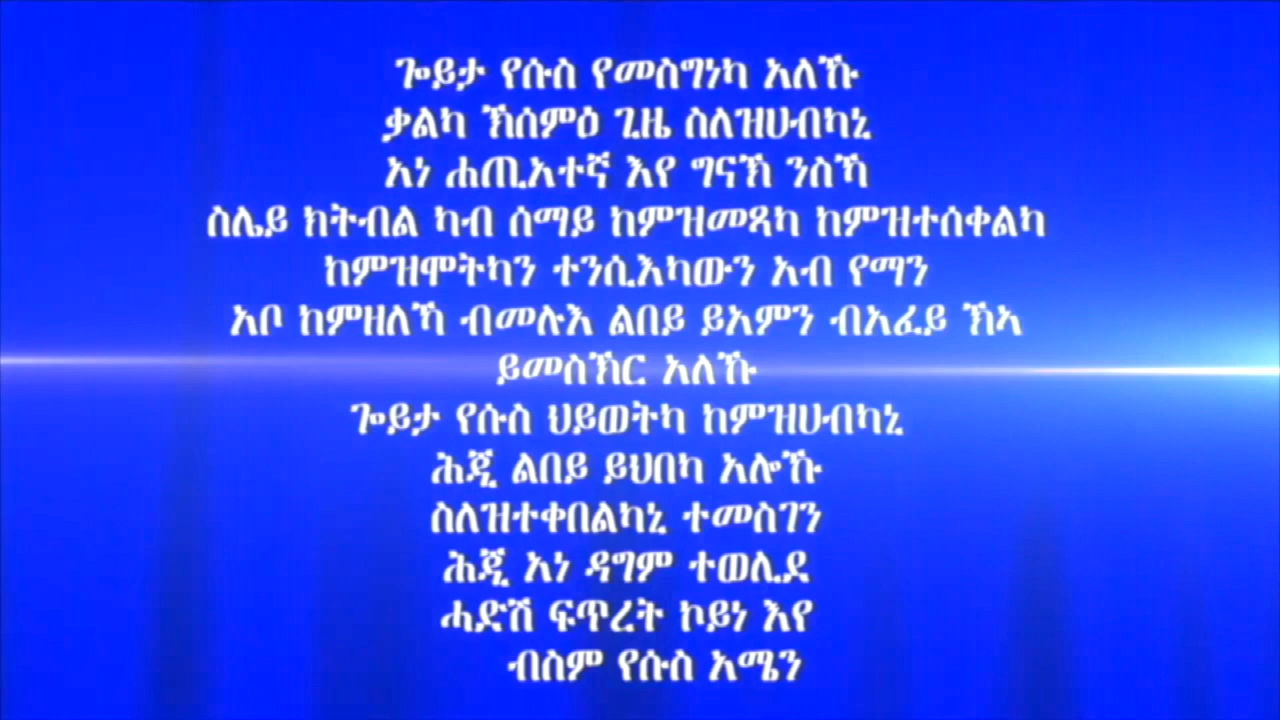 ጐይታ የሱስ የመስግነካ አለኹ
ቃልካ ኽሰምዕ ጊዜ ስለዝሀብካኒ
አነ ሐጢአተኛ እየ ግናኽ ንስኻ
ስሌይ ክትብል ካብ ሰማይ ከምዝመጻካ ከምዝተሰቀልካ
ከምዝሞትካን ተንሲእካውን አብ የማን
አቦ ከምዘለኻ ብመሉእ ልበይ ይአምን ብአፈይ ኽኣ
ይመስኽር አለኹ
ጐይታ የሱስ ህይወትካ ከምዝሀብካኒ
ሕጂ ልበይ ይህበካ አሎኹ
ስለዝተቀበልካኒ ተመስገን
ሕጂ አነ ዳግም ተወሊደ
ሓድሽ ፍጥረት ኮይነ እየ
ብስም የሱስ አሜን